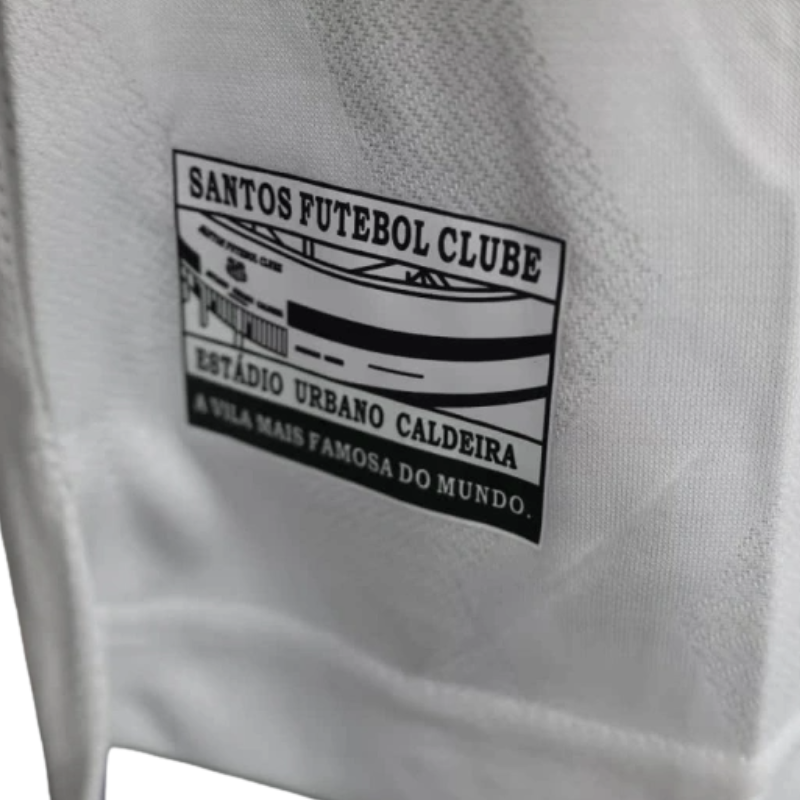 SANTOS FUTEBOL CLUBE
ESTÁDIO URBANO CALDEIRA
A VILA MAIS FAMOSA DO MUNDO.